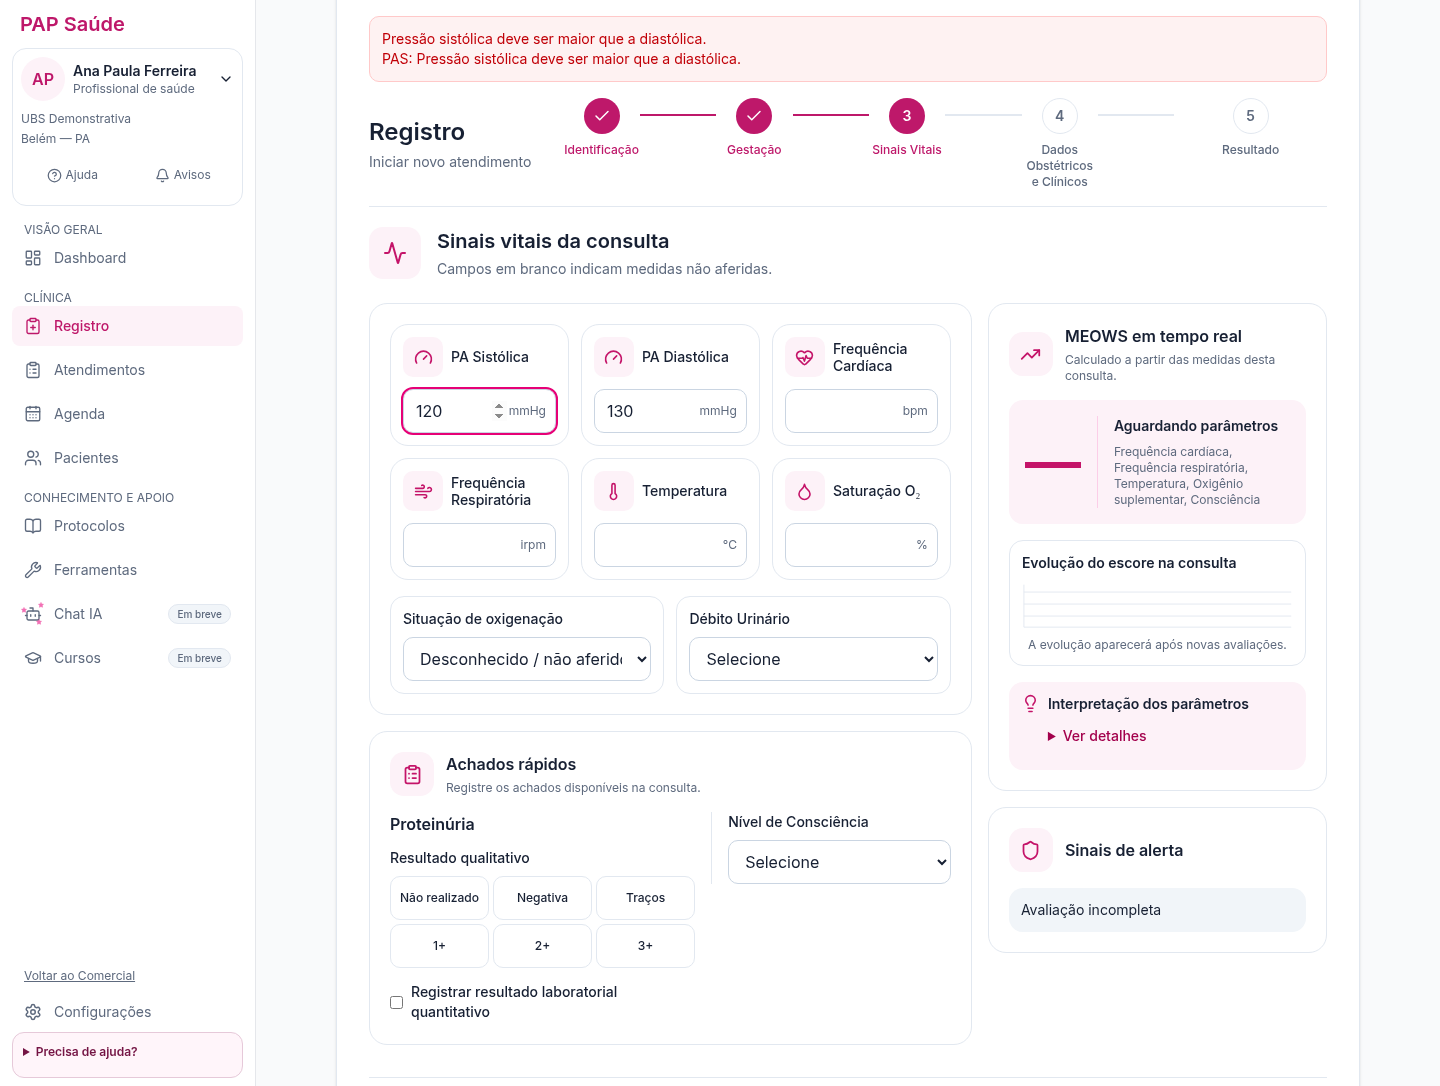 PAP Saúde
AP
Ana Paula Ferreira
Profissional de saúde
UBS Demonstrativa
Belém — PA
Ajuda
Avisos
VISÃO GERAL
Dashboard
CLÍNICA
Registro
Atendimentos
Agenda
Pacientes
CONHECIMENTO E APOIO
Protocolos
Ferramentas
Chat IA
Em breve
Cursos
Em breve
Voltar ao Comercial
Configurações
Precisa de ajuda?
Pressão sistólica deve ser maior que a diastólica.
PAS: Pressão sistólica deve ser maior que a diastólica.
Registro
Iniciar novo atendimento
Identificação
Gestação
3
Sinais Vitais
4
Dados
Obstétricos
e Clínicos
5
Resultado
Sinais vitais da consulta
Campos em branco indicam medidas não aferidas.
PA Sistólica
120
mmHg
PA Diastólica
130
mmHg
Frequência
Cardíaca
bpm
Frequência
Respiratória
irpm
Temperatura
°C
Saturação O₂
%
Situação de oxigenação
Desconhecido / não aferido
Débito Urinário
Selecione
Achados rápidos
Registre os achados disponíveis na consulta.
Proteinúria
Resultado qualitativo
Não realizado
Negativa
Traços
1+
2+
3+
Registrar resultado laboratorial
quantitativo
Nível de Consciência
Selecione
MEOWS em tempo real
Calculado a partir das medidas desta
consulta.
Aguardando parâmetros
Frequência cardíaca,
Frequência respiratória,
Temperatura, Oxigênio
suplementar, Consciência
Evolução do escore na consulta
A evolução aparecerá após novas avaliações.
Interpretação dos parâmetros
Ver detalhes
Sinais de alerta
Avaliação incompleta